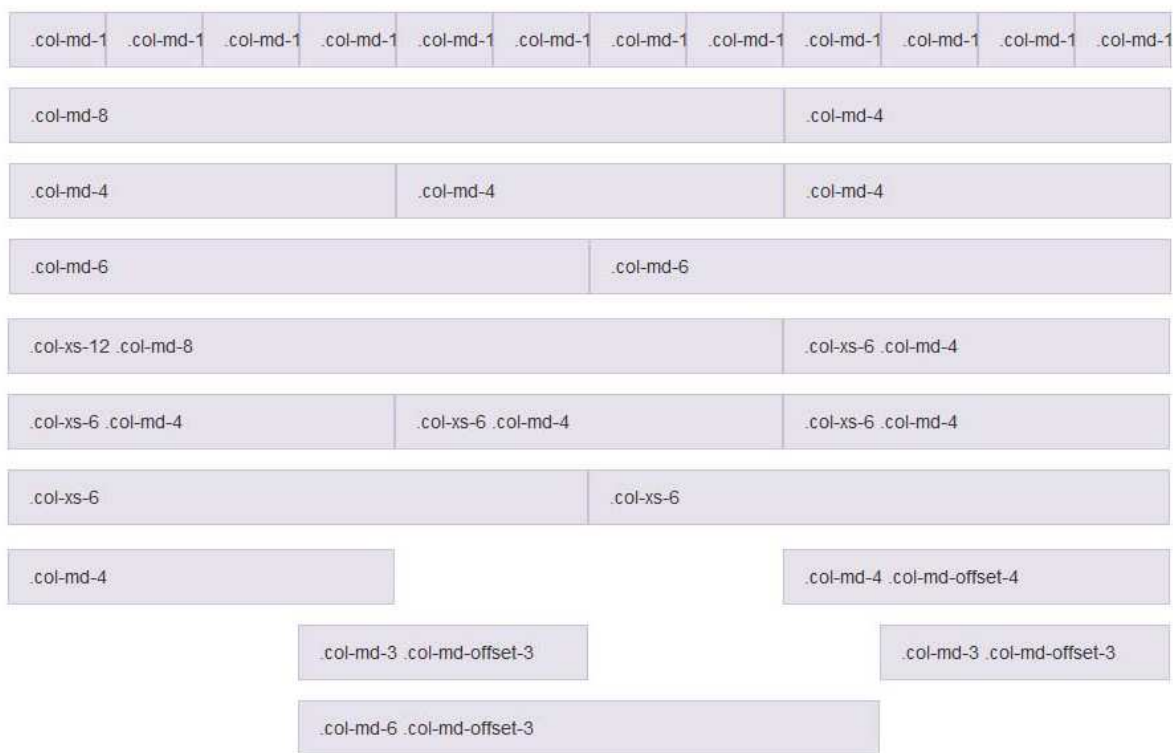 .col-md-1 .col-md-1 .col-md-1 .col-md-1 .col-md-1 .col-md-1 .col-md-1 .col-md-1 .col-md-1 .col-md-1 .col-md-1 .col-md-1
.col-md-8 .col-md-4
.col-md-4 .col-md-4 .col-md-4
.col-md-6 .col-md-6
.col-xs-12 .col-md-8 .col-xs-6 .col-md-4
.col-xs-6 .col-md-4 .col-xs-6 .col-md-4 .col-xs-6 .col-md-4
.col-xs-6 .col-xs-6
.col-md-4 .col-md-4 .col-md-offset-4
.col-md-3 .col-md-offset-3 .col-md-3 .col-md-offset-3
.col-md-6 .col-md-offset-3